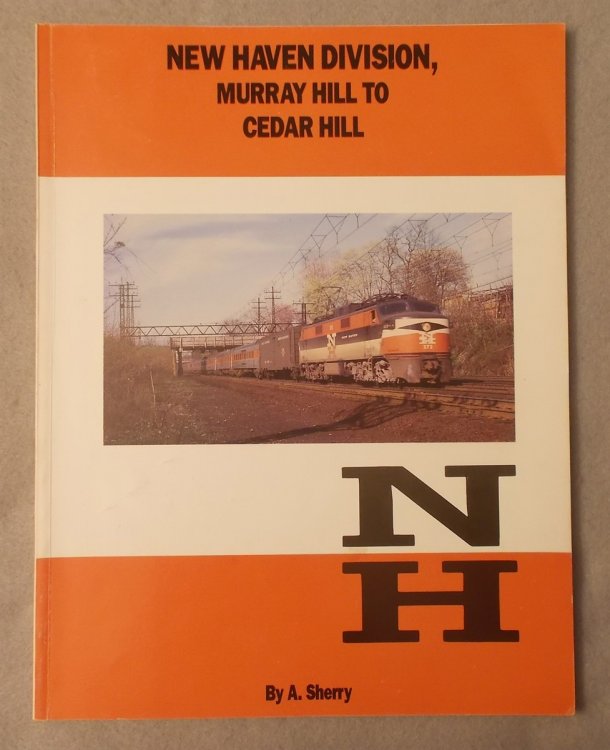 NEW HAVEN DIVISION,
MURRAY HILL TO
CEDAR HILL
N
H
By A. Sherry